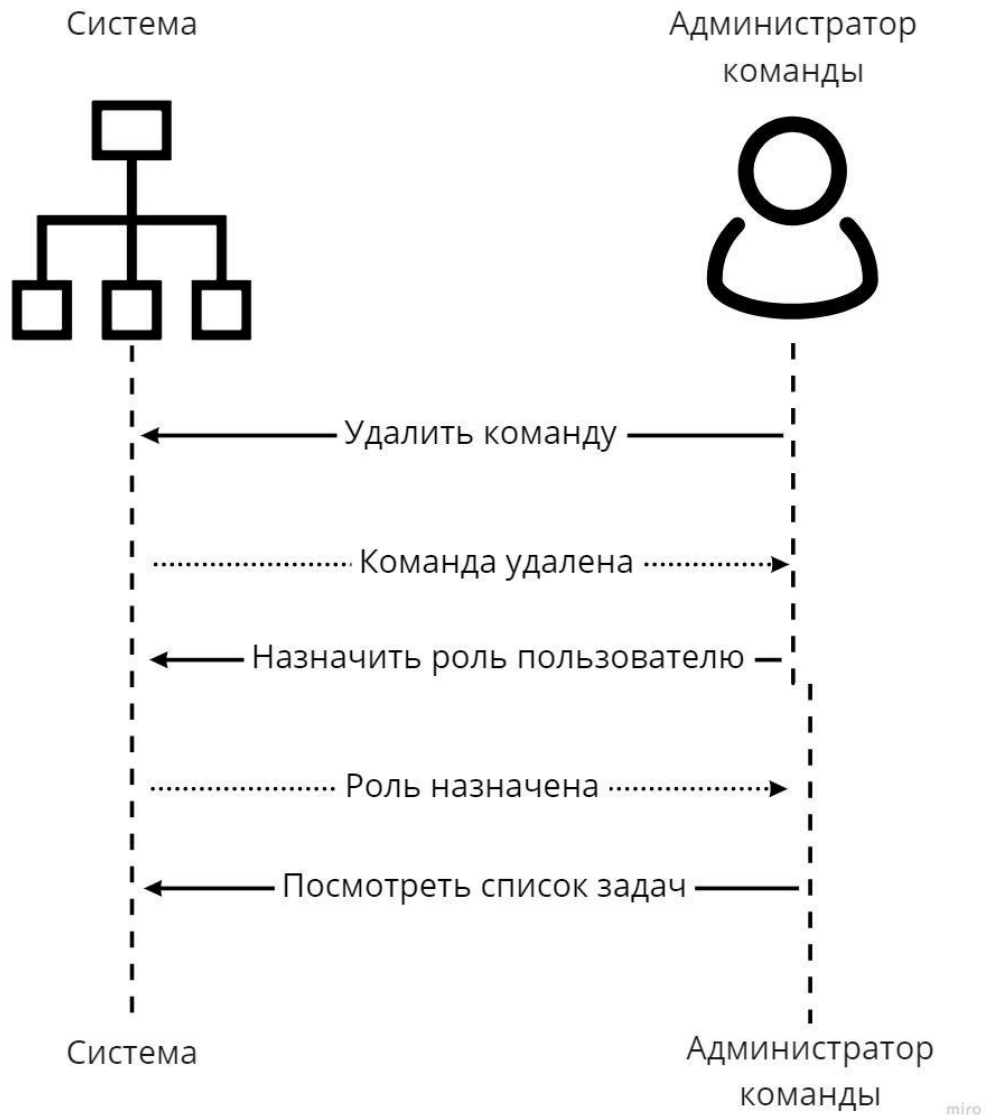 Система
Администратор
команды
Удалить команду
Команда удалена
Назначить роль пользователю
Роль назначена
Посмотреть список задач
Система
Администратор
команды
miro